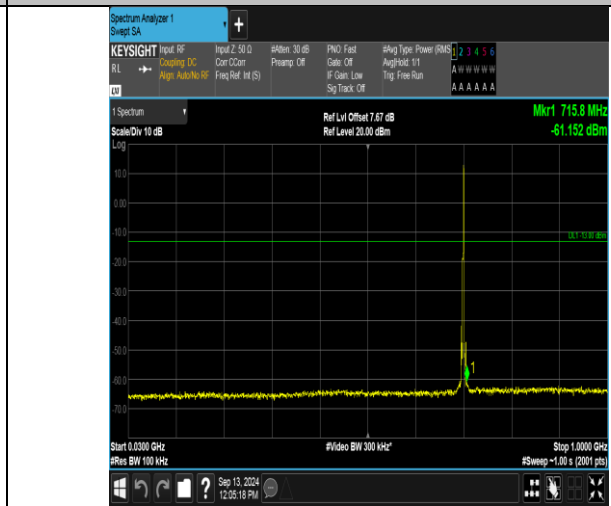 Spectrum Analyzer 1
Swept SA
+
KEYSIGHT Input: RF Input Z: 50 Ω #Atten: 30 dB PNO: Fast #Avg Type: Power (RMS 1 2 3 4 5 6
RL Coupling: DC Corr CCorr Preamp: Off Gate: Off Avg|Hold: 1/1 A W W W W W
Align: Auto/No RF Freq Ref: Int (S) IF Gain: Low Trig: Free Run
Sig Track: Off A A A A A A
1 Spectrum Ref Lvl Offset 7.67 dB Mkr1 715.8 MHz
Scale/Div 10 dB Ref Level 20.00 dBm -61.152 dBm
Log
10.0
0.00
-10.0
DL1 -13.00 dBm
-20.0
-30.0
-40.0
-50.0
1
-60.0
-70.0
Start 0.0300 GHz #Video BW 300 kHz* Stop 1.0000 GHz
#Res BW 100 kHz #Sweep ~1.00 s (2001 pts)
? Sep 13, 2024
12:05:18 PM